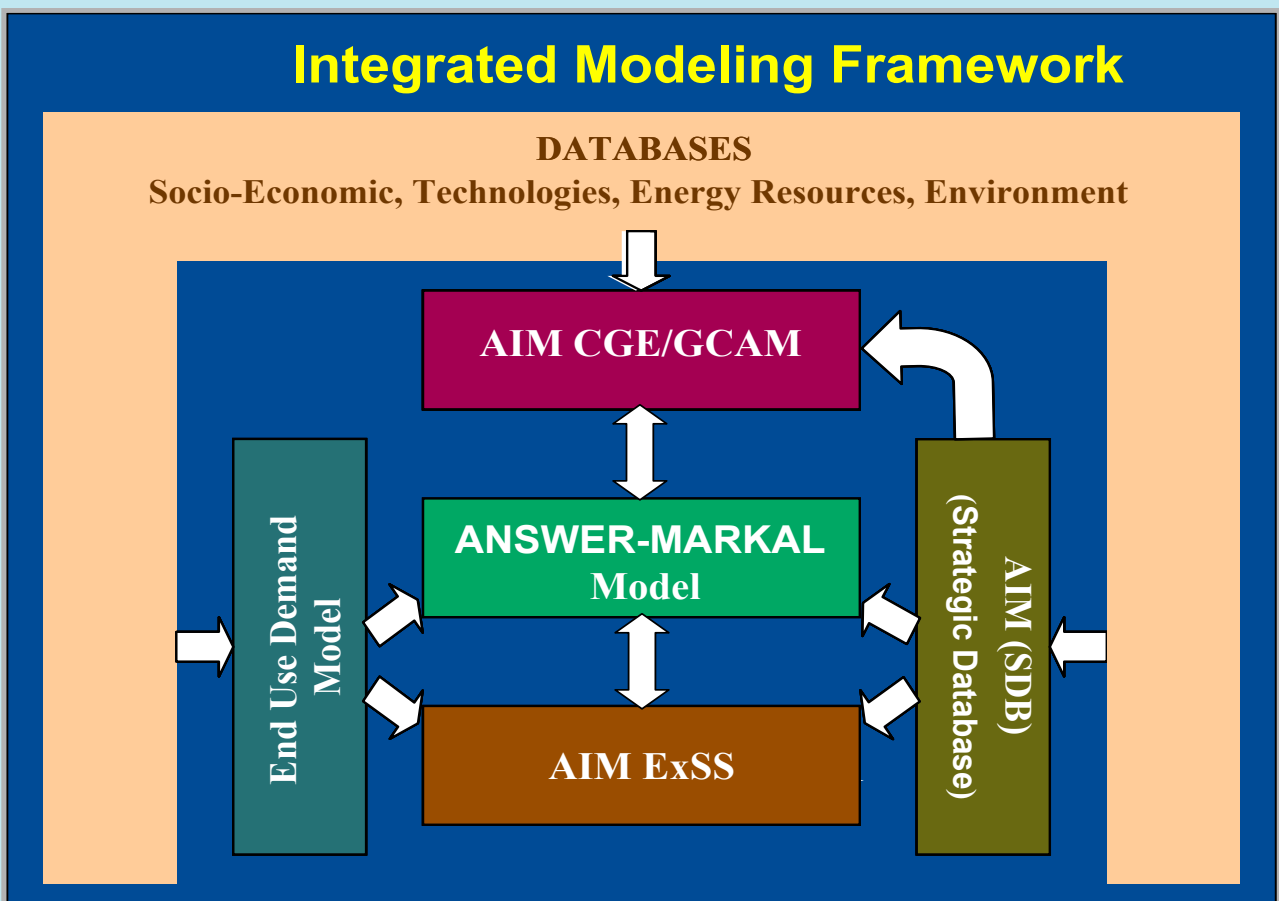 Integrated Modeling Framework
DATABASES
Socio-Economic, Technologies, Energy Resources, Environment
AIM CGE/GCAM
End Use Demand
Model
ANSWER-MARKAL
Model
AIM (SDB)
(Strategic Database)
AIM ExSS